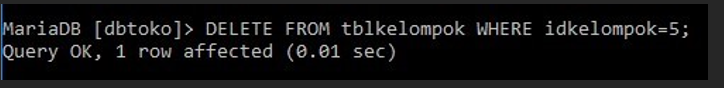 MariaDB [dbtoko]> DELETE FROM tblkelompok WHERE idkelompok=5;
Query OK, 1 row affected (0.01 sec)